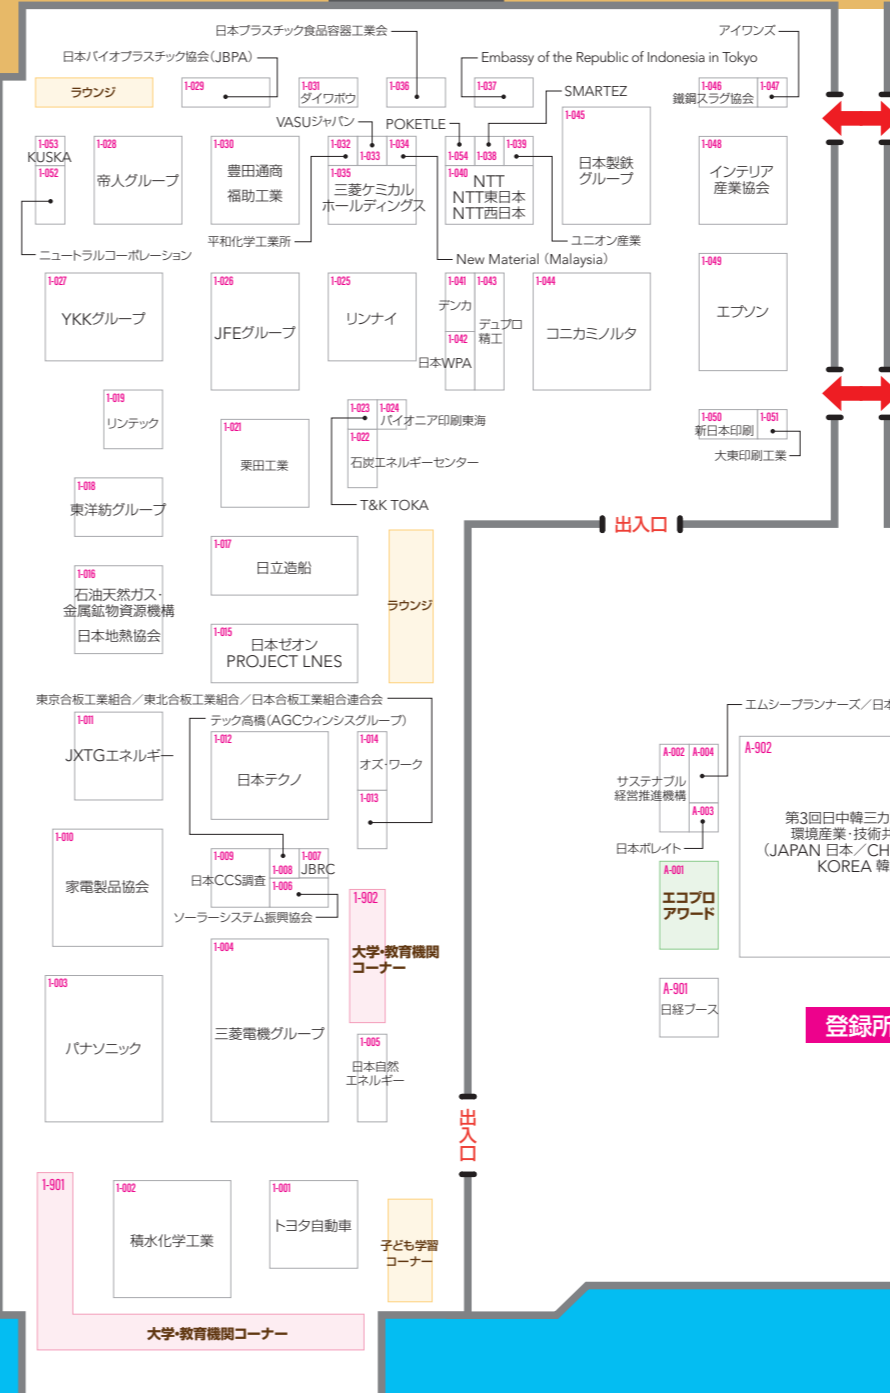 日本プラスチック食品容器工業会
アイワンズ
日本バイオプラスチック協会(JBPA)
Embassy of the Republic of Indonesia in Tokyo
ラウンジ
1-029
1-031
ダイワボウ
1-036
1-037
SMARTEZ
1-046
1-047
鐵鋼スラグ協会
VASUジャパン
POKETLE
1-045
日本製鉄
グループ
1-053
KUSKA
1-052
1-028
帝人グループ
1-030
豊田通商
福助工業
1-032
1-033
1-034
1-035
三菱ケミカル
ホールディングス
1-054
1-038
1-039
1-040
NTT
NTT東日本
NTT西日本
1-048
インテリア
産業協会
平和化学工業所
ユニオン産業
ニュートラルコーポレーション
New Material (Malaysia)
1-027
YKKグループ
1-026
JFEグループ
1-025
リンナイ
1-041
デンカ
1-043
デュプロ
精工
1-042
日本WPA
1-044
コニカミノルタ
1-049
エプソン
1-019
リンテック
1-021
栗田工業
1-023
1-024
パイオニア印刷東海
1-022
石炭エネルギーセンター
1-050
新日本印刷
1-051
大東印刷工業
1-018
東洋紡グループ
T&K TOKA
出入口
1-017
日立造船
1-016
石油天然ガス・
金属鉱物資源機構
日本地熱協会
ラウンジ
1-015
日本ゼオン
PROJECT LNES
東京合板工業組合／東北合板工業組合／日本合板工業組合連合会
エムシープランナーズ／日本
1-011
JXTGエネルギー
テック高橋(AGCウィンシスグループ)
1-012
日本テクノ
1-014
オズ・ワーク
1-013
A-002
A-004
サステナブル
経営推進機構
A-003
日本ボレイト
A-902
第3回日中韓三カ
環境産業・技術共
(JAPAN 日本／CH
KOREA 韓
1-010
家電製品協会
1-009
日本CCS調査
1-008
1-007
JBRC
1-006
ソーラーシステム振興協会
1-902
大学・教育機関
コーナー
A-001
エコプロ
アワード
1-003
パナソニック
1-004
三菱電機グループ
1-005
日本自然
エネルギー
A-901
日経ブース
登録所
出入口
1-901
1-002
積水化学工業
1-001
トヨタ自動車
子ども学習
コーナー
大学・教育機関コーナー